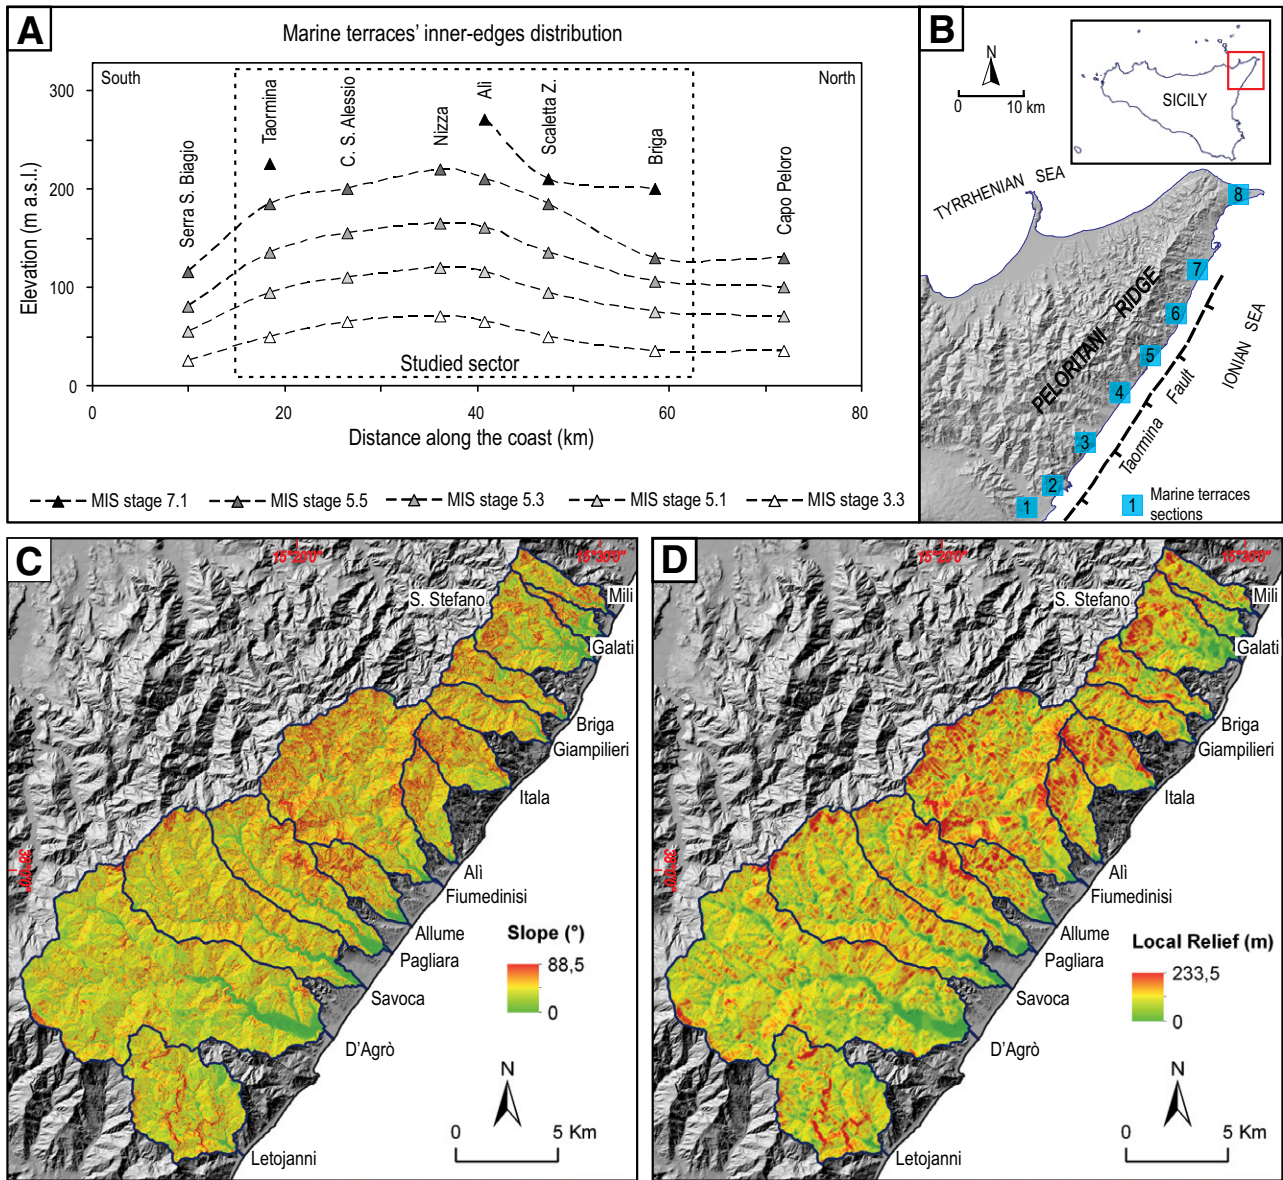 A
Marine terraces' inner-edges distribution
South
North
300
200
100
0
Elevation (m a.s.l.)
Serra S. Biagio
Taormina
C. S. Alessio
Nizza
Alì
Scaletta Z.
Briga
Capo Peloro
Studied sector
0
20
40
60
80
Distance along the coast (km)
MIS stage 7.1
MIS stage 5.5
MIS stage 5.3
MIS stage 5.1
MIS stage 3.3
B
N
0
10 km
SICILY
TYRRHENIAN SEA
PELORITANI RIDGE
IONIAN SEA
Taormina Fault
8
7
6
5
4
3
2
1
1
Marine terraces
sections
C
15°20'0"
15°30'0"
38°0'0"
S. Stefano
Mili
Galati
Briga
Giampilieri
Itala
Alì
Fiumedinisi
Allume
Pagliara
Savoca
D'Agrò
Letojanni
Slope (°)
88,5
0
N
0
5 Km
D
15°20'0"
15°30'0"
38°0'0"
S. Stefano
Mili
Galati
Briga
Giampilieri
Itala
Alì
Fiumedinisi
Allume
Pagliara
Savoca
D'Agrò
Letojanni
Local Relief (m)
233,5
0
N
0
5 Km